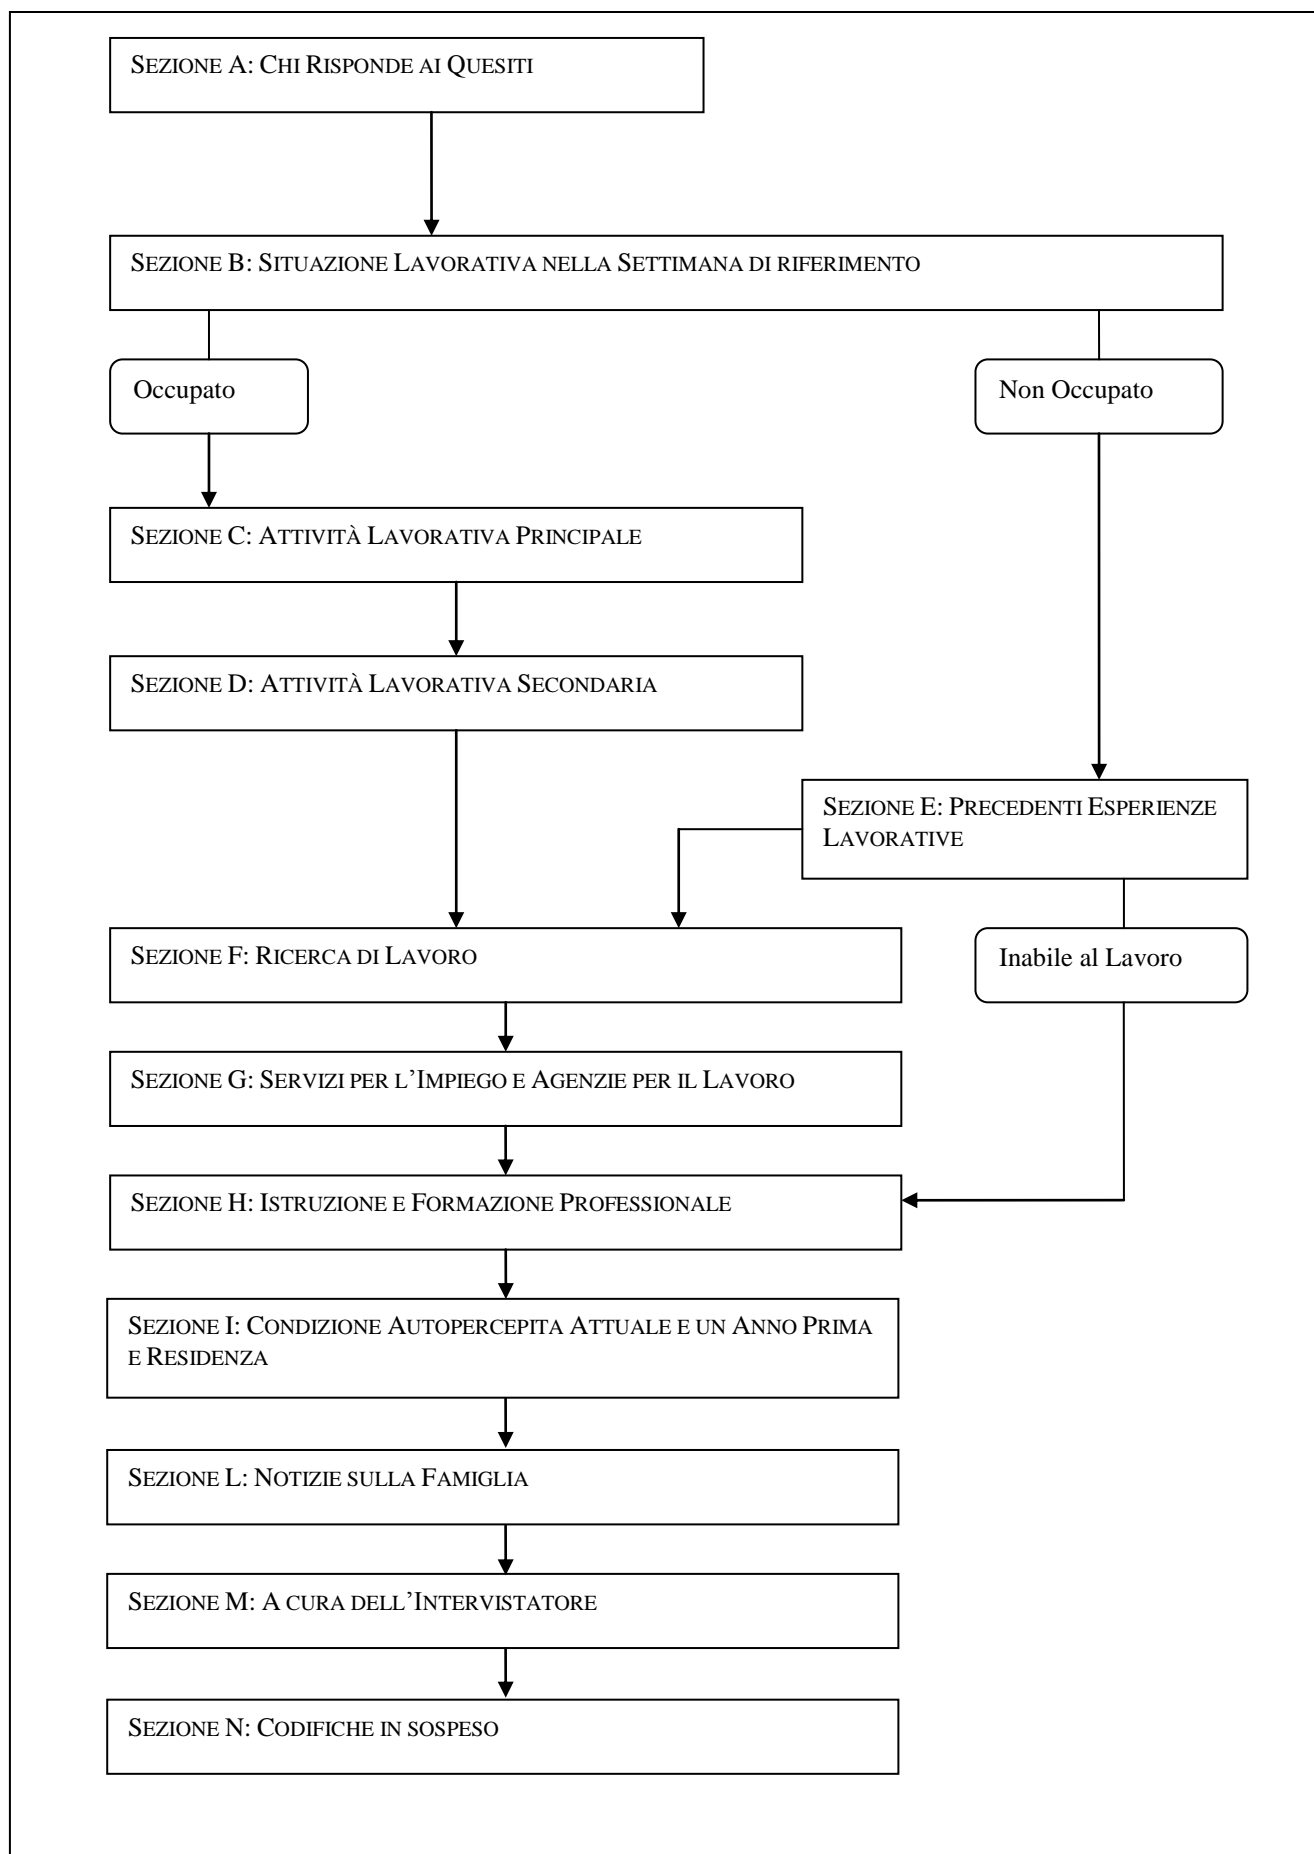 SEZIONE A: CHI RISPONDE AI QUESITI
SEZIONE B: SITUAZIONE LAVORATIVA NELLA SETTIMANA DI RIFERIMENTO
Occupato
Non Occupato
SEZIONE C: ATTIVITÀ LAVORATIVA PRINCIPALE
SEZIONE D: ATTIVITÀ LAVORATIVA SECONDARIA
SEZIONE E: PRECEDENTI ESPERIENZE
LAVORATIVE
SEZIONE F: RICERCA DI LAVORO
Inabile al Lavoro
SEZIONE G: SERVIZI PER L’IMPIEGO E AGENZIE PER IL LAVORO
SEZIONE H: ISTRUZIONE E FORMAZIONE PROFESSIONALE
SEZIONE I: CONDIZIONE AUTOPERCEPITA ATTUALE E UN ANNO PRIMA
E RESIDENZA
SEZIONE L: NOTIZIE SULLA FAMIGLIA
SEZIONE M: A CURA DELL’INTERVISTATORE
SEZIONE N: CODIFICHE IN SOSPESO